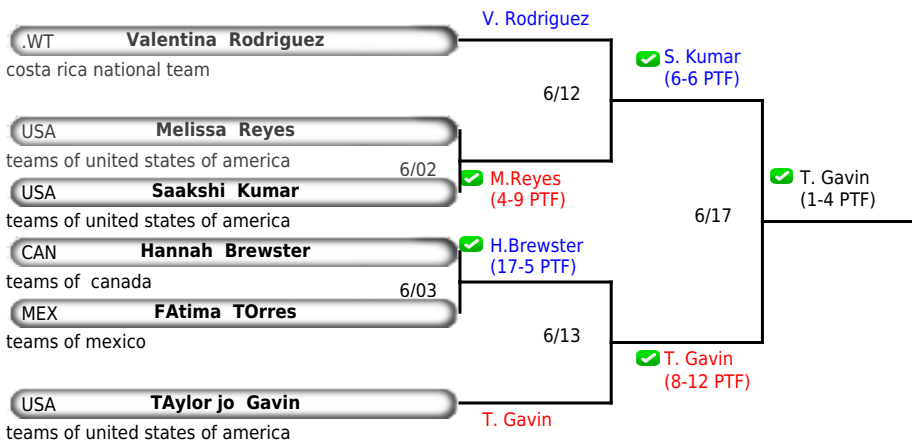 V. Rodriguez
.WT Valentina Rodriguez
costa rica national team
S. Kumar
(6-6 PTF)
6/12
USA Melissa Reyes
teams of united states of america
6/02
M.Reyes
(4-9 PTF)
USA Saakshi Kumar
teams of united states of america
T. Gavin
(1-4 PTF)
6/17
CAN Hannah Brewster
teams of canada
H.Brewster
(17-5 PTF)
6/03
MEX FAtima TOrres
teams of mexico
6/13
T. Gavin
(8-12 PTF)
USA TAylor jo Gavin
teams of united states of america
T. Gavin